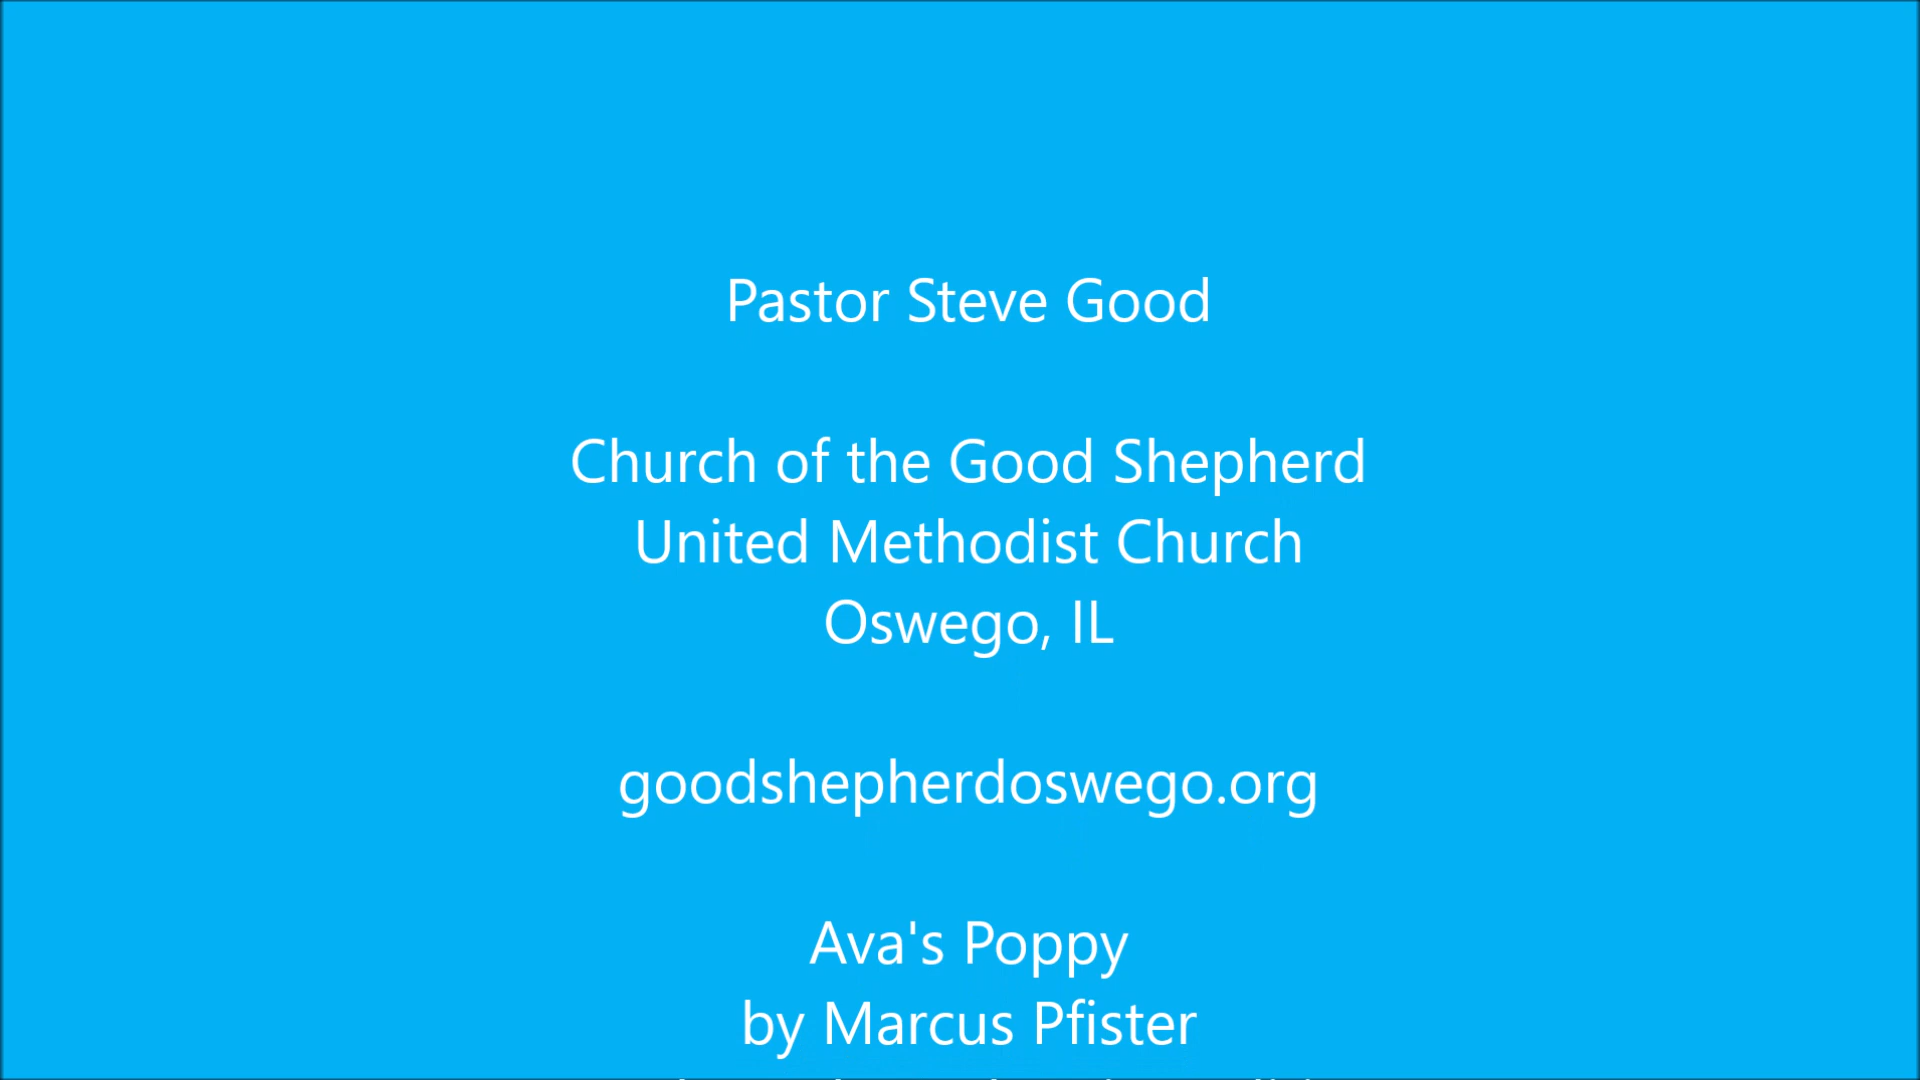 Pastor Steve Good
Church of the Good Shepherd
United Methodist Church
Oswego, IL
goodshepherdoswego.org
Ava's Poppy
by Marcus Pfister